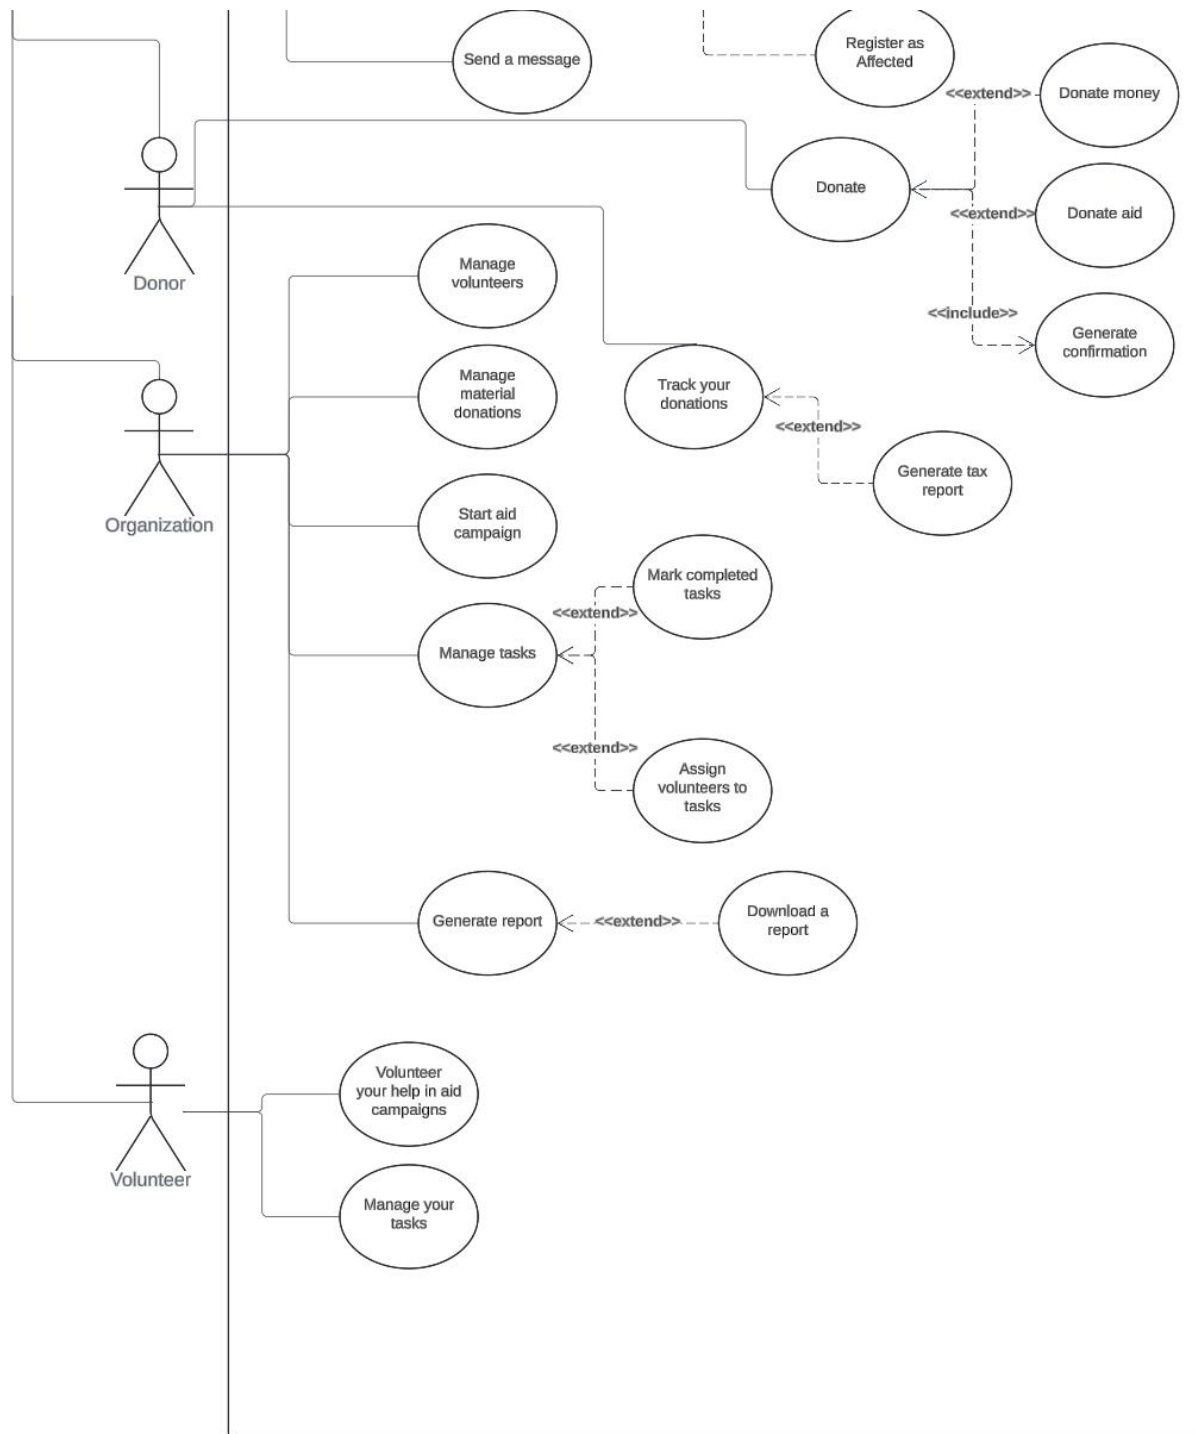 Register as
Affected
Send a message
<<extend>>
Donate money
Donate
Donate aid
<<extend>>
Donor
Manage
volunteers
<<include>>
Generate
confirmation
Manage
material
donations
Track your
donations
<<extend>>
Generate tax
report
Organization
Start aid
campaign
Mark completed
tasks
<<extend>>
Manage tasks
<<extend>>
Assign
volunteers to
tasks
Generate report
<<extend>>
Download a
report
Volunteer
your help in aid
campaigns
Volunteer
Manage your
tasks